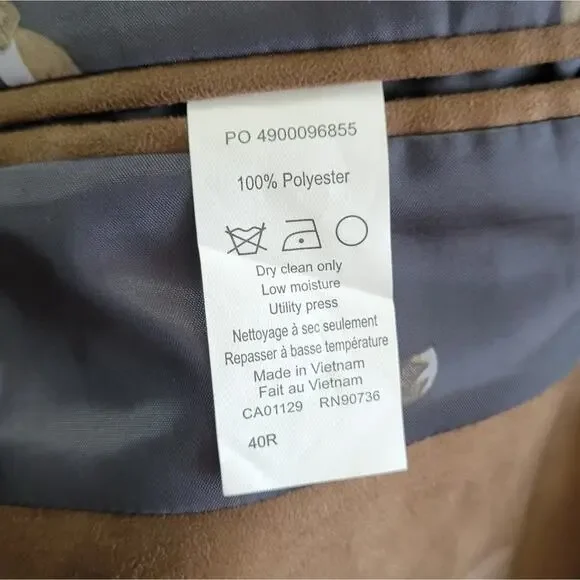 PO 4900096855
100% Polyester
Dry clean only
Low moisture
Utility press
Nettoyage à sec seulement
Repasser à basse température
Made in Vietnam
Fait au Vietnam
CA01129 RN90736
40R